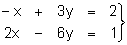 −x + 3y = 2
2x − 6y = 1}